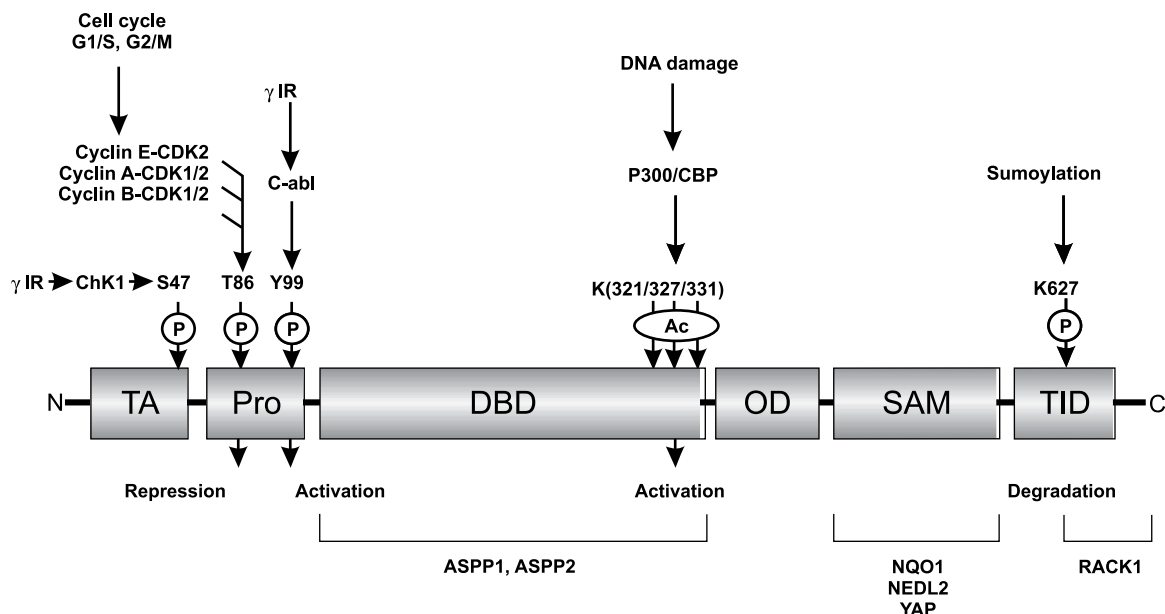 Cell cycle
G1/S, G2/M
γ IR
DNA damage
Cyclin E-CDK2
Cyclin A-CDK1/2
Cyclin B-CDK1/2
C-abl
P300/CBP
Sumoylation
γ IR ChK1 S47 T86 Y99 K(321/327/331) K627
P P P Ac P
N TA Pro DBD OD SAM TID C
Repression Activation Activation Degradation
ASPP1, ASPP2
NQO1
NEDL2
YAP
RACK1